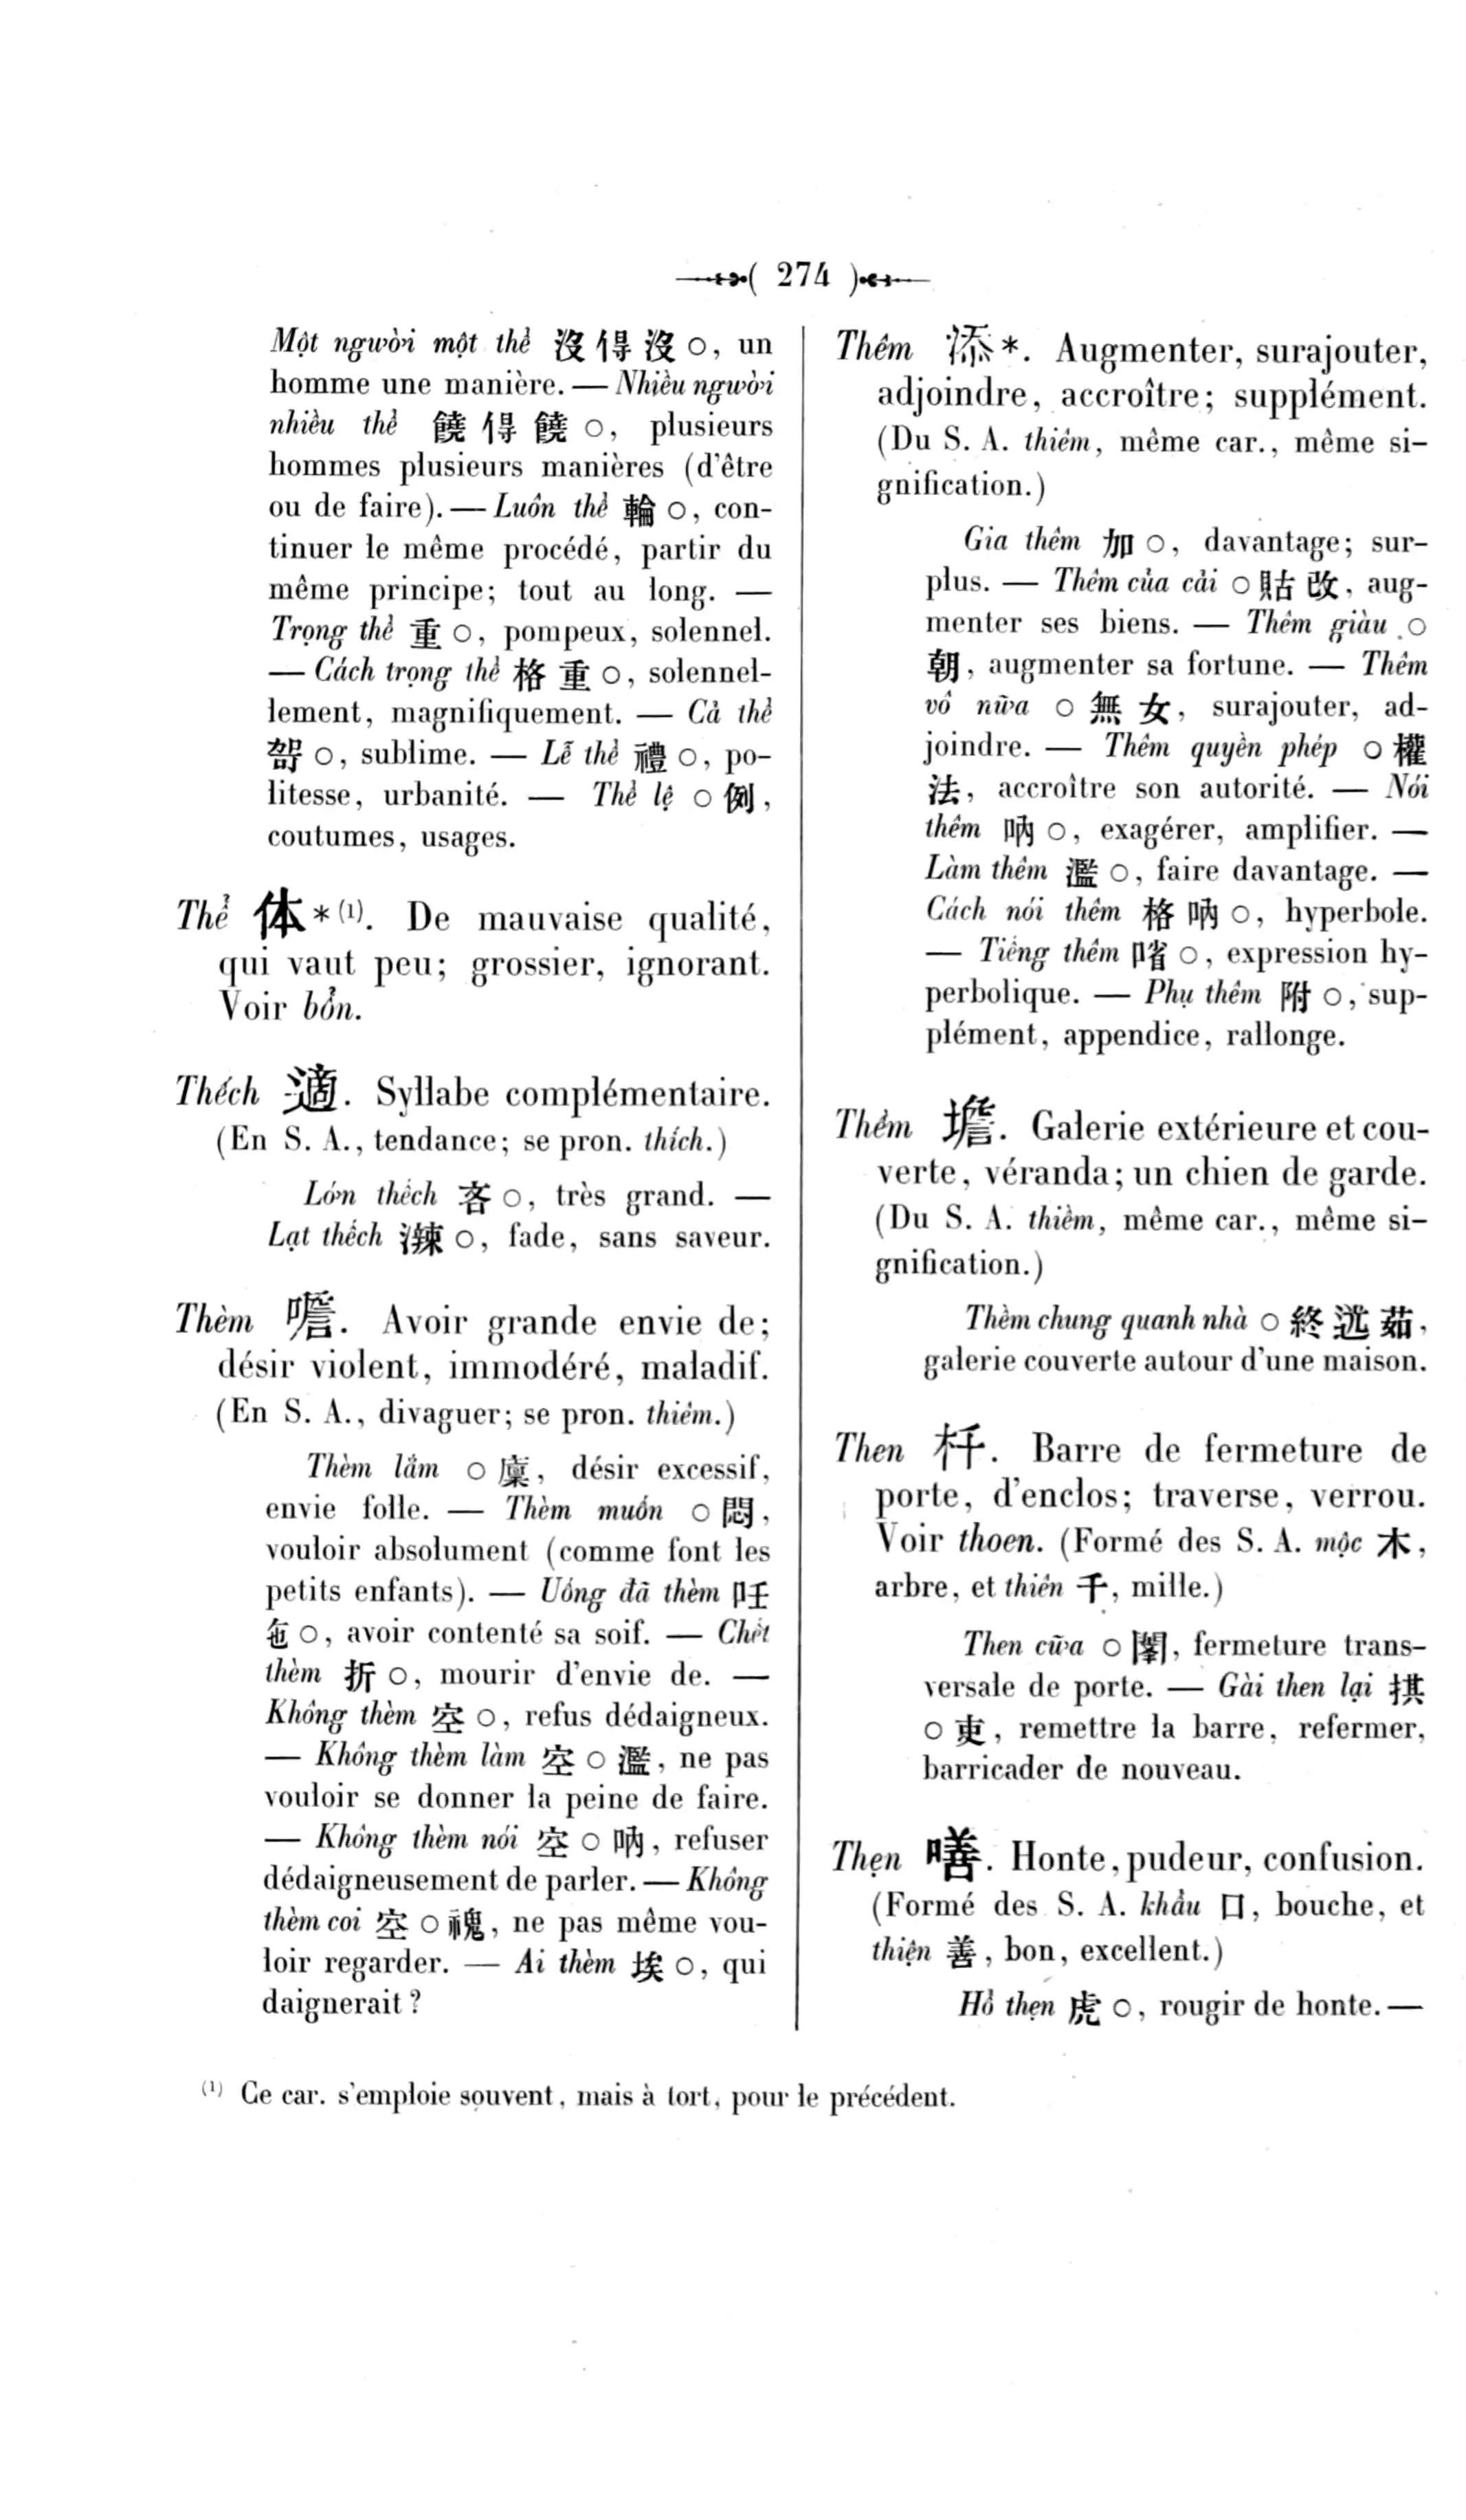 ( 274 )
Một người một thể 沒 㝵 沒 ○, un
homme une manière. — Nhiều người
nhiều thể 饒 㝵 饒 ○, plusieurs
hommes plusieurs manières (d'être
ou de faire). — Luôn thể 輪 ○, con-
tinuer le même procédé, partir du
même principe; tout au long. —
Trọng thể 重 ○, pompeux, solennel.
— Cách trọng thể 格 重 ○, solennel-
lement, magnifiquement. — Cả thể
哿 ○, sublime. — Lễ thể 禮 ○, po-
litesse, urbanité. — Thể lệ ○ 例,
coutumes, usages.
Thể 体 * (1). De mauvaise qualité,
qui vaut peu; grossier, ignorant.
Voir bổn.
Thếch 適. Syllabe complémentaire.
(En S. A., tendance; se pron. thích.)
Lớn thếch 㖂 ○, très grand. —
Lạt thếch 溂 ○, fade, sans saveur.
Thèm 噡. Avoir grande envie de;
désir violent, immodéré, maladif.
(En S. A., divaguer; se pron. thiêm.)
Thèm lắm ○ 廩, désir excessif,
envie folle. — Thèm muốn ○ 悶,
vouloir absolument (comme font les
petits enfants). — Uống đã thèm 㕵
㐌 ○, avoir contenté sa soif. — Chết
thèm 折 ○, mourir d'envie de. —
Không thèm 空 ○, refus dédaigneux.
— Không thèm làm 空 ○ 濫, ne pas
vouloir se donner la peine de faire.
— Không thèm nói 空 ○ 吶, refuser
dédaigneusement de parler. — Không
thèm coi 空 ○ 䙺, ne pas même vou-
loir regarder. — Ai thèm 埃 ○, qui
daignerait?
Thêm 添 *. Augmenter, surajouter,
adjoindre, accroître; supplément.
(Du S. A. thiêm, même car., même si-
gnification.)
Gia thêm 加 ○, davantage; sur-
plus. — Thêm của cải ○ 貼 改, aug-
menter ses biens. — Thêm giàu ○
朝, augmenter sa fortune. — Thêm
vô nữa ○ 無 女, surajouter, ad-
joindre. — Thêm quyền phép ○ 權
法, accroître son autorité. — Nói
thêm 吶 ○, exagérer, amplifier. —
Làm thêm 濫 ○, faire davantage. —
Cách nói thêm 格 吶 ○, hyperbole.
— Tiếng thêm 㗂 ○, expression hy-
perbolique. — Phụ thêm 附 ○, sup-
plément, appendice, rallonge.
Thềm 壛. Galerie extérieure et cou-
verte, véranda; un chien de garde.
(Du S. A. thiềm, même car., même si-
gnification.)
Thềm chung quanh nhà ○ 終 迯 茹,
galerie couverte autour d'une maison.
Then 杄. Barre de fermeture de
porte, d'enclos; traverse, verrou.
Voir thoen. (Formé des S. A. mộc 木,
arbre, et thiên 千, mille.)
Then cửa ○ 𨷯, fermeture trans-
versale de porte. — Gài then lại 掑
○ 吏, remettre la barre, refermer,
barricader de nouveau.
Thẹn 嗜. Honte, pudeur, confusion.
(Formé des S. A. khẩu 口, bouche, et
thiện 善, bon, excellent.)
Hổ thẹn 虎 ○, rougir de honte. —
(1) Ce car. s'emploie souvent, mais à tort, pour le précédent.